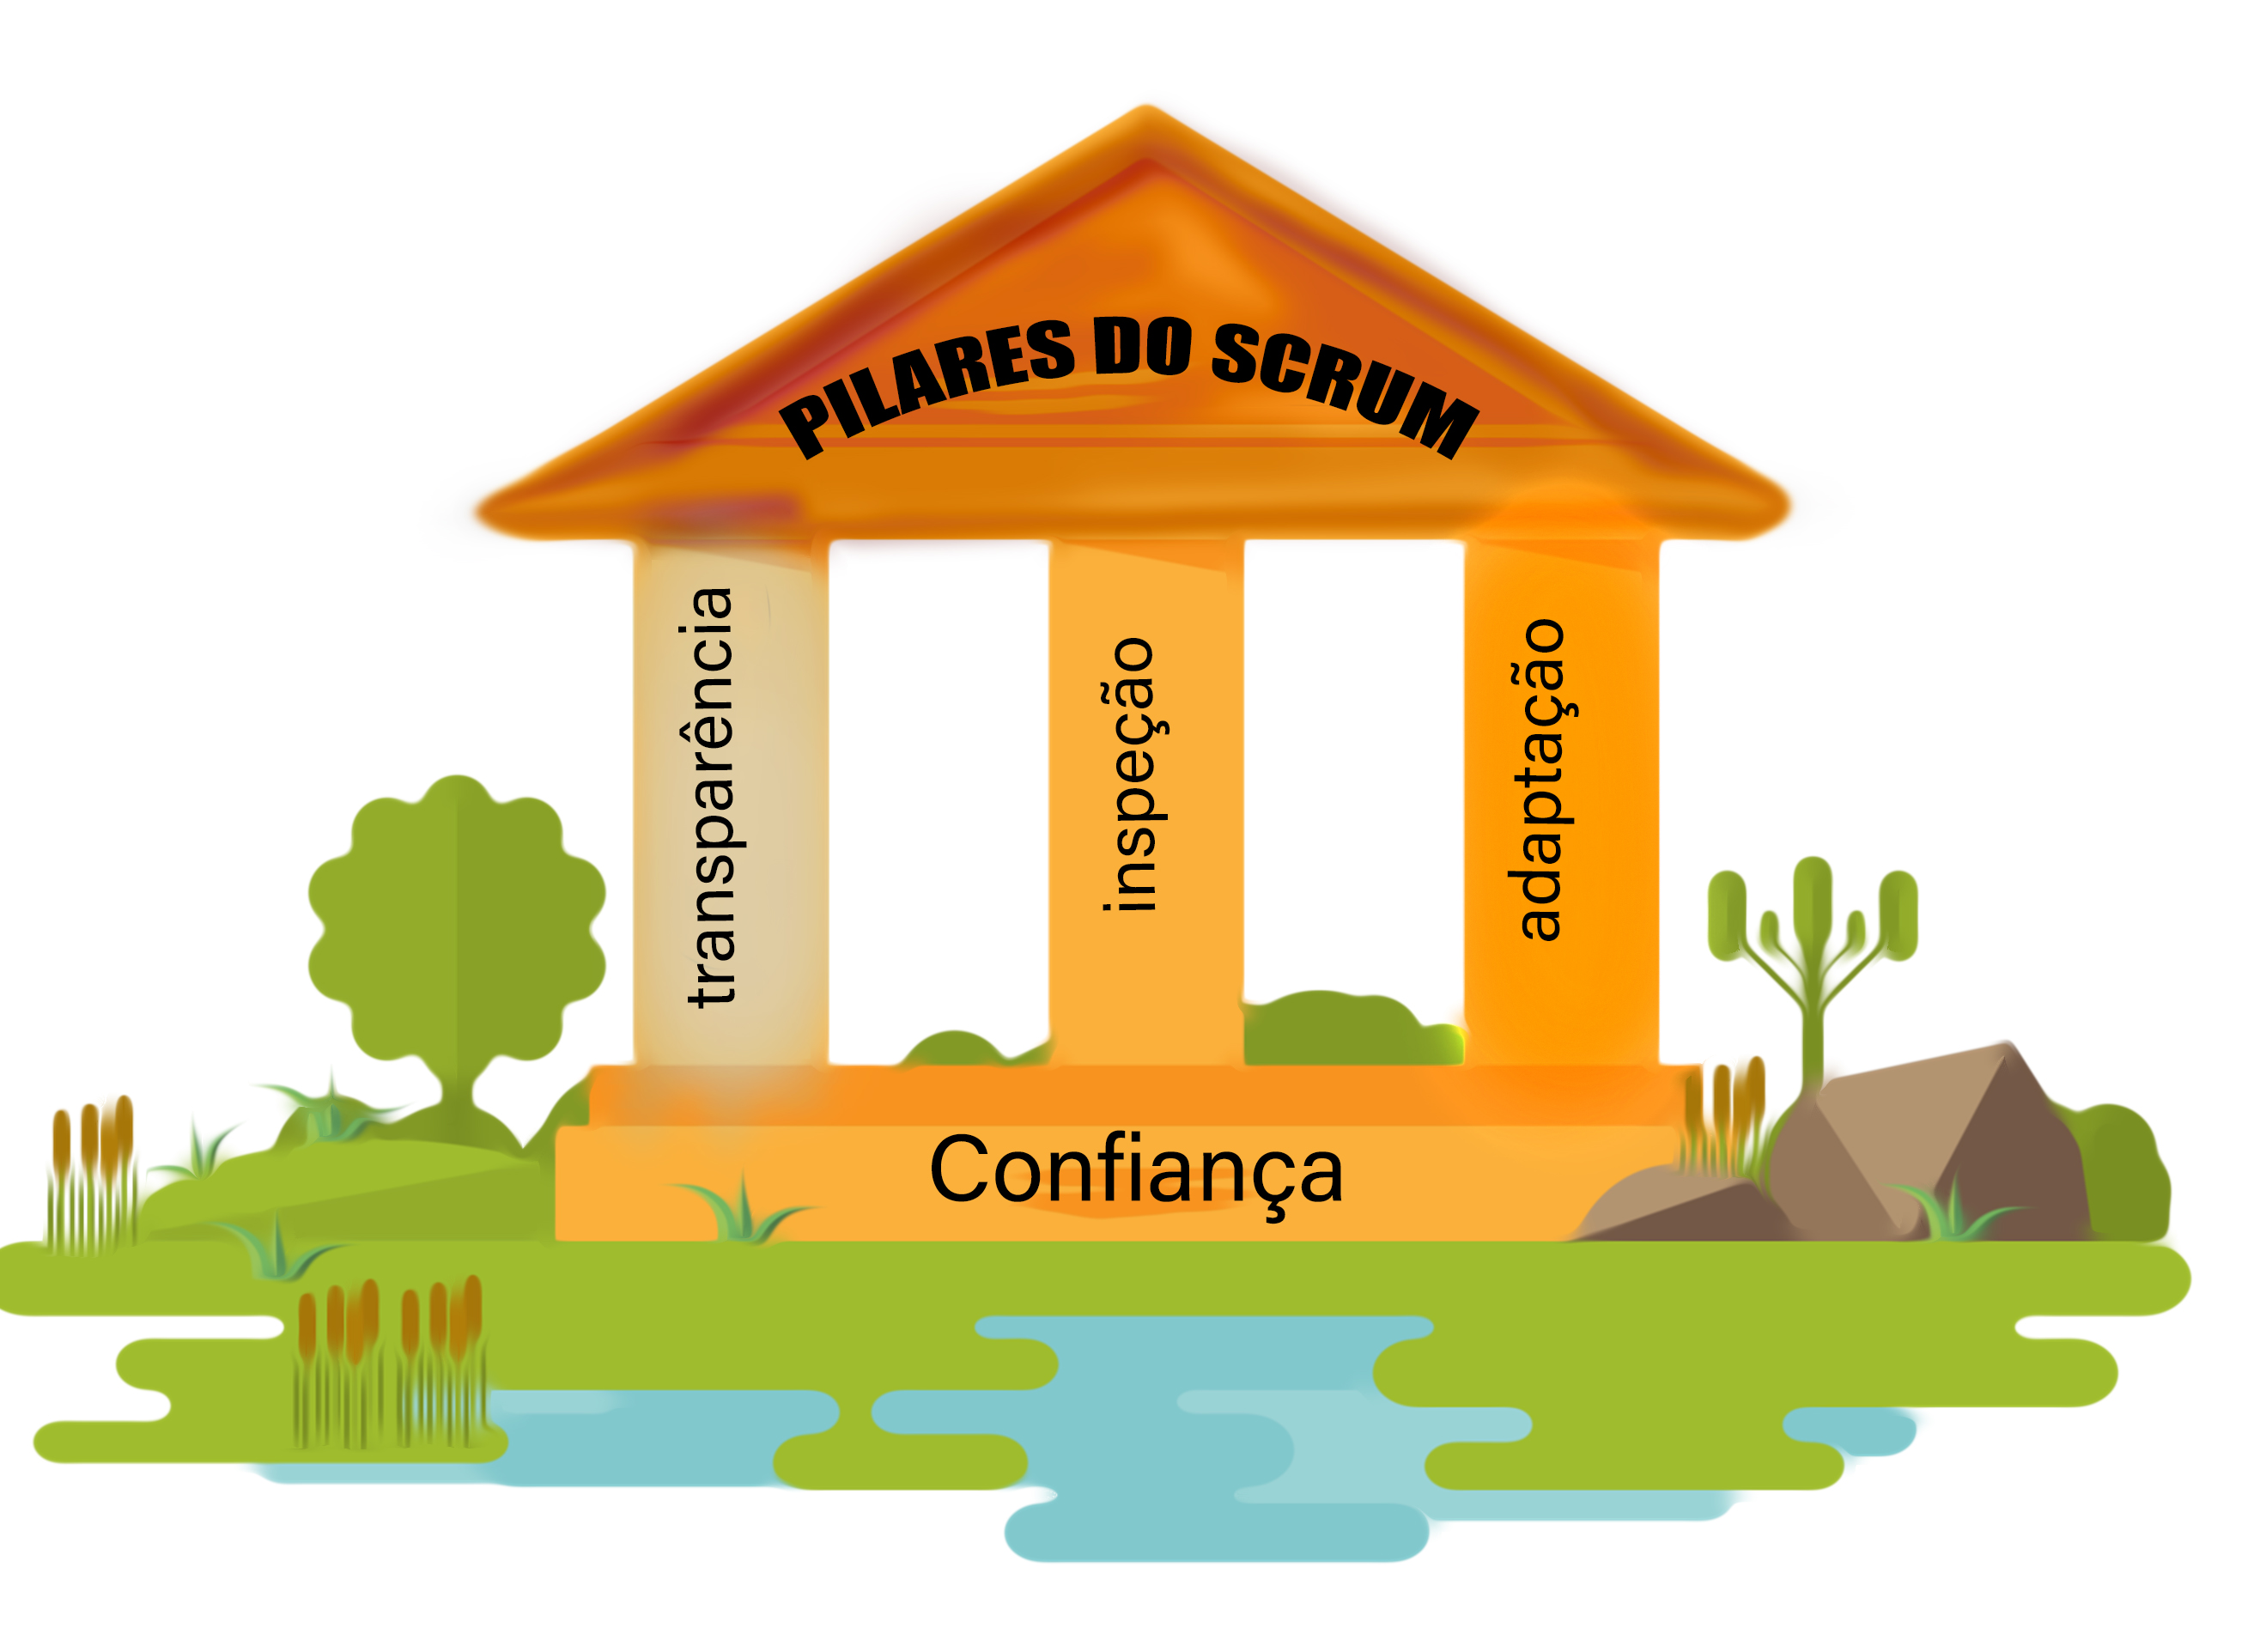 PILARES DO SCRUM
transparência
inspeção
adaptação
Confiança